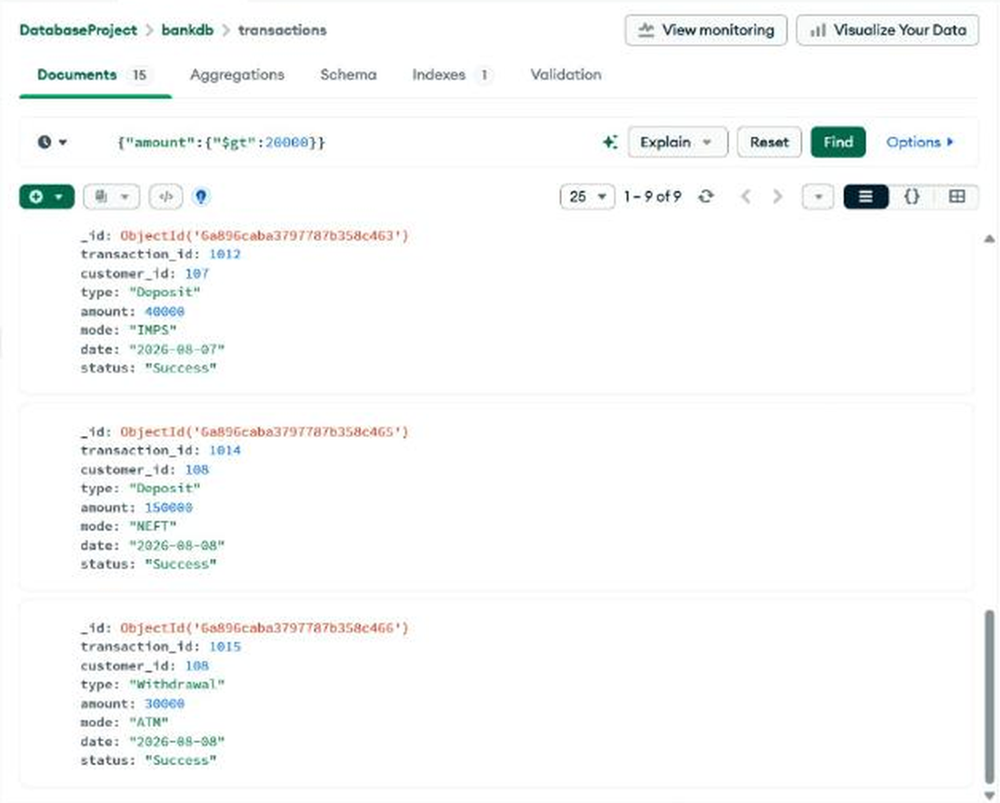 DatabaseProject > bankdb > transactions
View monitoring
Visualize Your Data
Documents 15 Aggregations Schema Indexes 1 Validation
{"amount":{"$gt":20000}}
Explain Reset Find Options
25 1 – 9 of 9
_id: ObjectId('6a896caba3797787b358c463')
transaction_id: 1012
customer_id: 107
type: "Deposit"
amount: 40000
mode: "IMPS"
date: "2026-08-07"
status: "Success"
_id: ObjectId('6a896caba3797787b358c465')
transaction_id: 1014
customer_id: 108
type: "Deposit"
amount: 150000
mode: "NEFT"
date: "2026-08-08"
status: "Success"
_id: ObjectId('6a896caba3797787b358c466')
transaction_id: 1015
customer_id: 108
type: "Withdrawal"
amount: 30000
mode: "ATM"
date: "2026-08-08"
status: "Success"